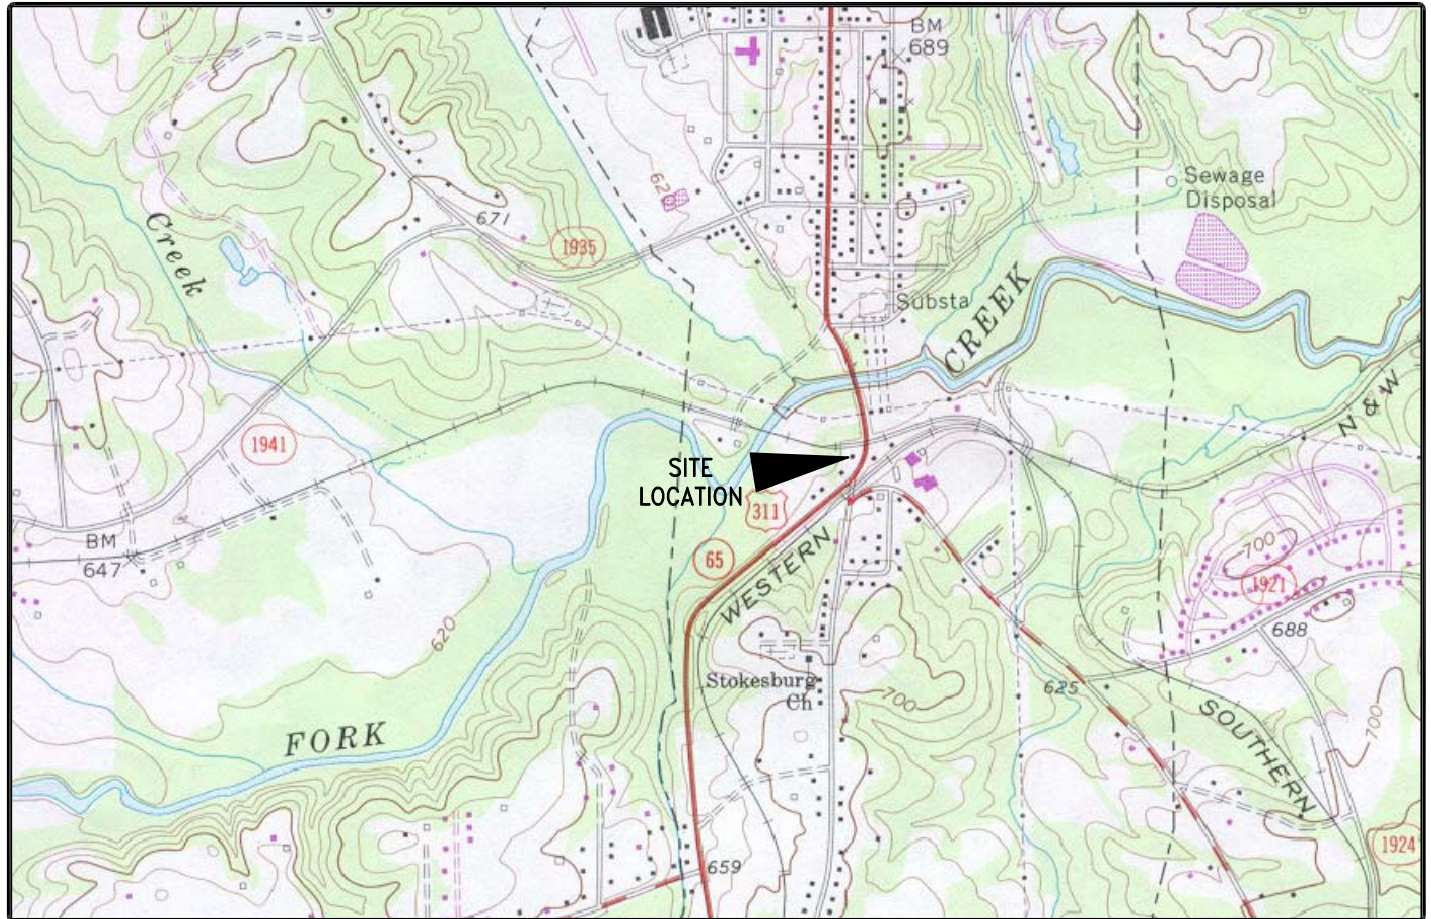 BM
689
Sewage
Disposal
620
671
Creek
1935
Substa
CREEK
N & W
1941
SITE
LOCATION
311
BM
647
65
WESTERN
700
1921
688
620
Stokesburg
Ch
700
625
SOUTHERN
700
FORK
1924
659